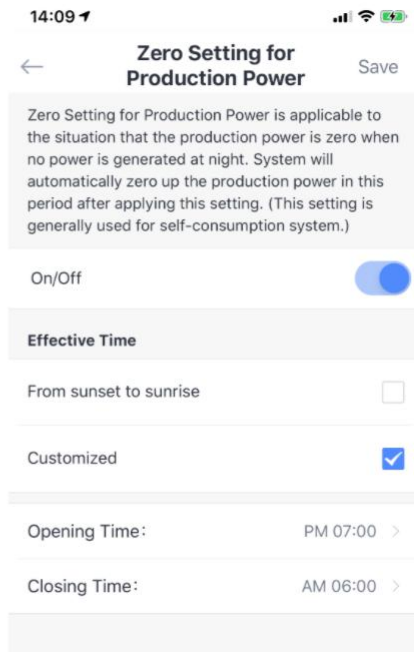 14:09
Zero Setting for
Production Power
Save
Zero Setting for Production Power is applicable to
the situation that the production power is zero when
no power is generated at night. System will
automatically zero up the production power in this
period after applying this setting. (This setting is
generally used for self-consumption system.)
On/Off
Effective Time
From sunset to sunrise
Customized
Opening Time: PM 07:00
Closing Time: AM 06:00